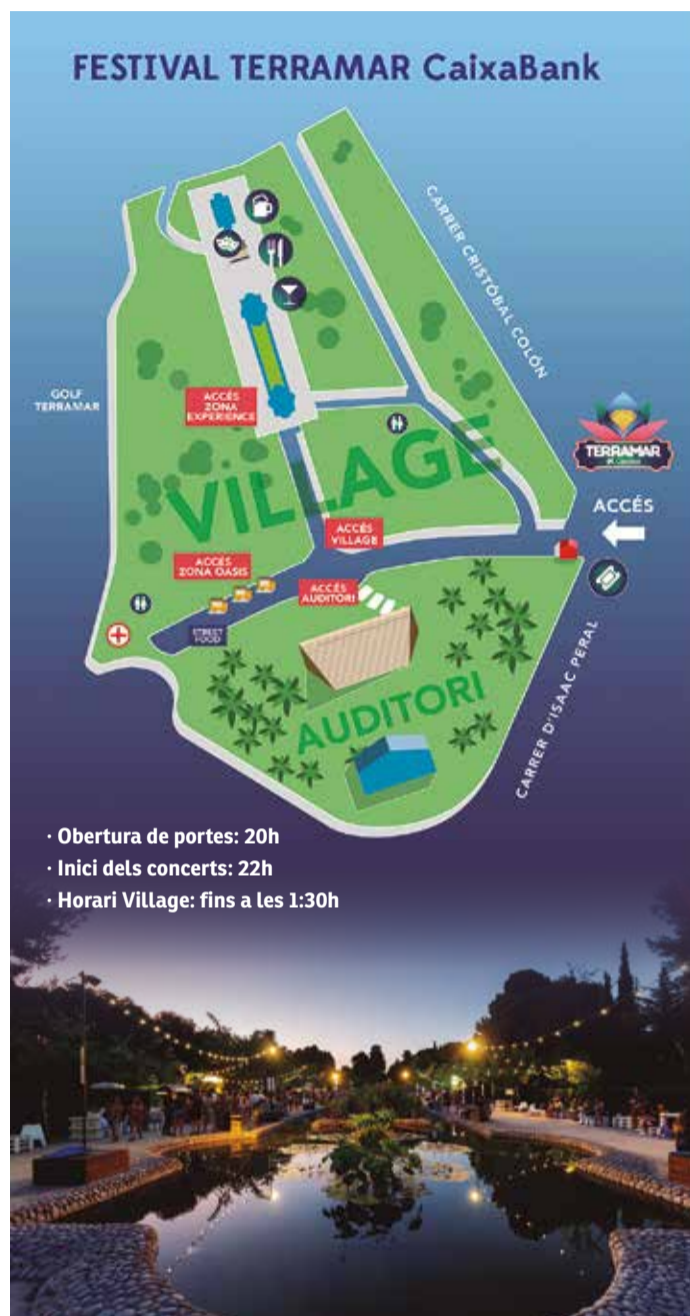 FESTIVAL TERRAMAR CaixaBank
CARRER CRISTÒBAL COLÓN
GOLF
TERRAMAR
ACCÉS
ZONA
EXPERIENCE
TERRAMAR
ACCÉS
VILLAGE
ACCÉS
VILLAGE
ACCÉS
ZONA OASIS
ACCÉS
AUDITORI
STREET
FOOD
AUDITORI
CARRER D'ISAAC PERAL
· Obertura de portes: 20h
· Inici dels concerts: 22h
· Horari Village: fins a les 1:30h